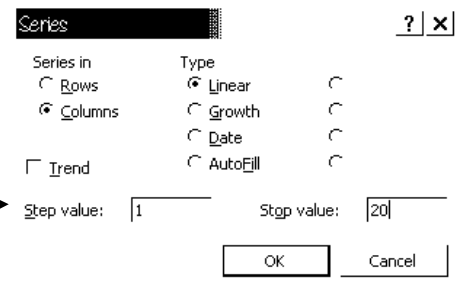 Series ? ×
Series in Type
Rows Linear
Columns Growth
Date
Trend AutoFill
Step value: 1 Stop value: 20
OK Cancel